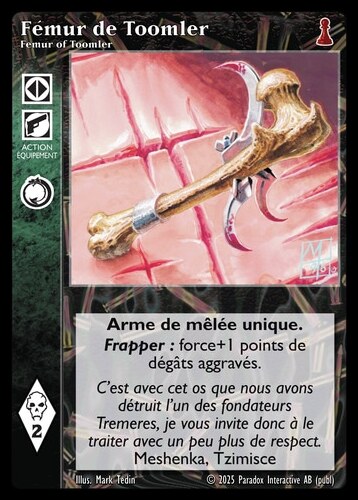 Fémur de Toomler
Femur of Toomler
ACTION
ÉQUIPEMENT
Arme de mêlée unique.
Frapper : force+1 points de
dégâts aggravés.
C'est avec cet os que nous avons
détruit l'un des fondateurs
Tremeres, je vous invite donc à le
traiter avec un peu plus de respect.
Meshenka, Tzimisce
2
Illus. Mark Tedin
© 2025 Paradox Interactive AB (publ)